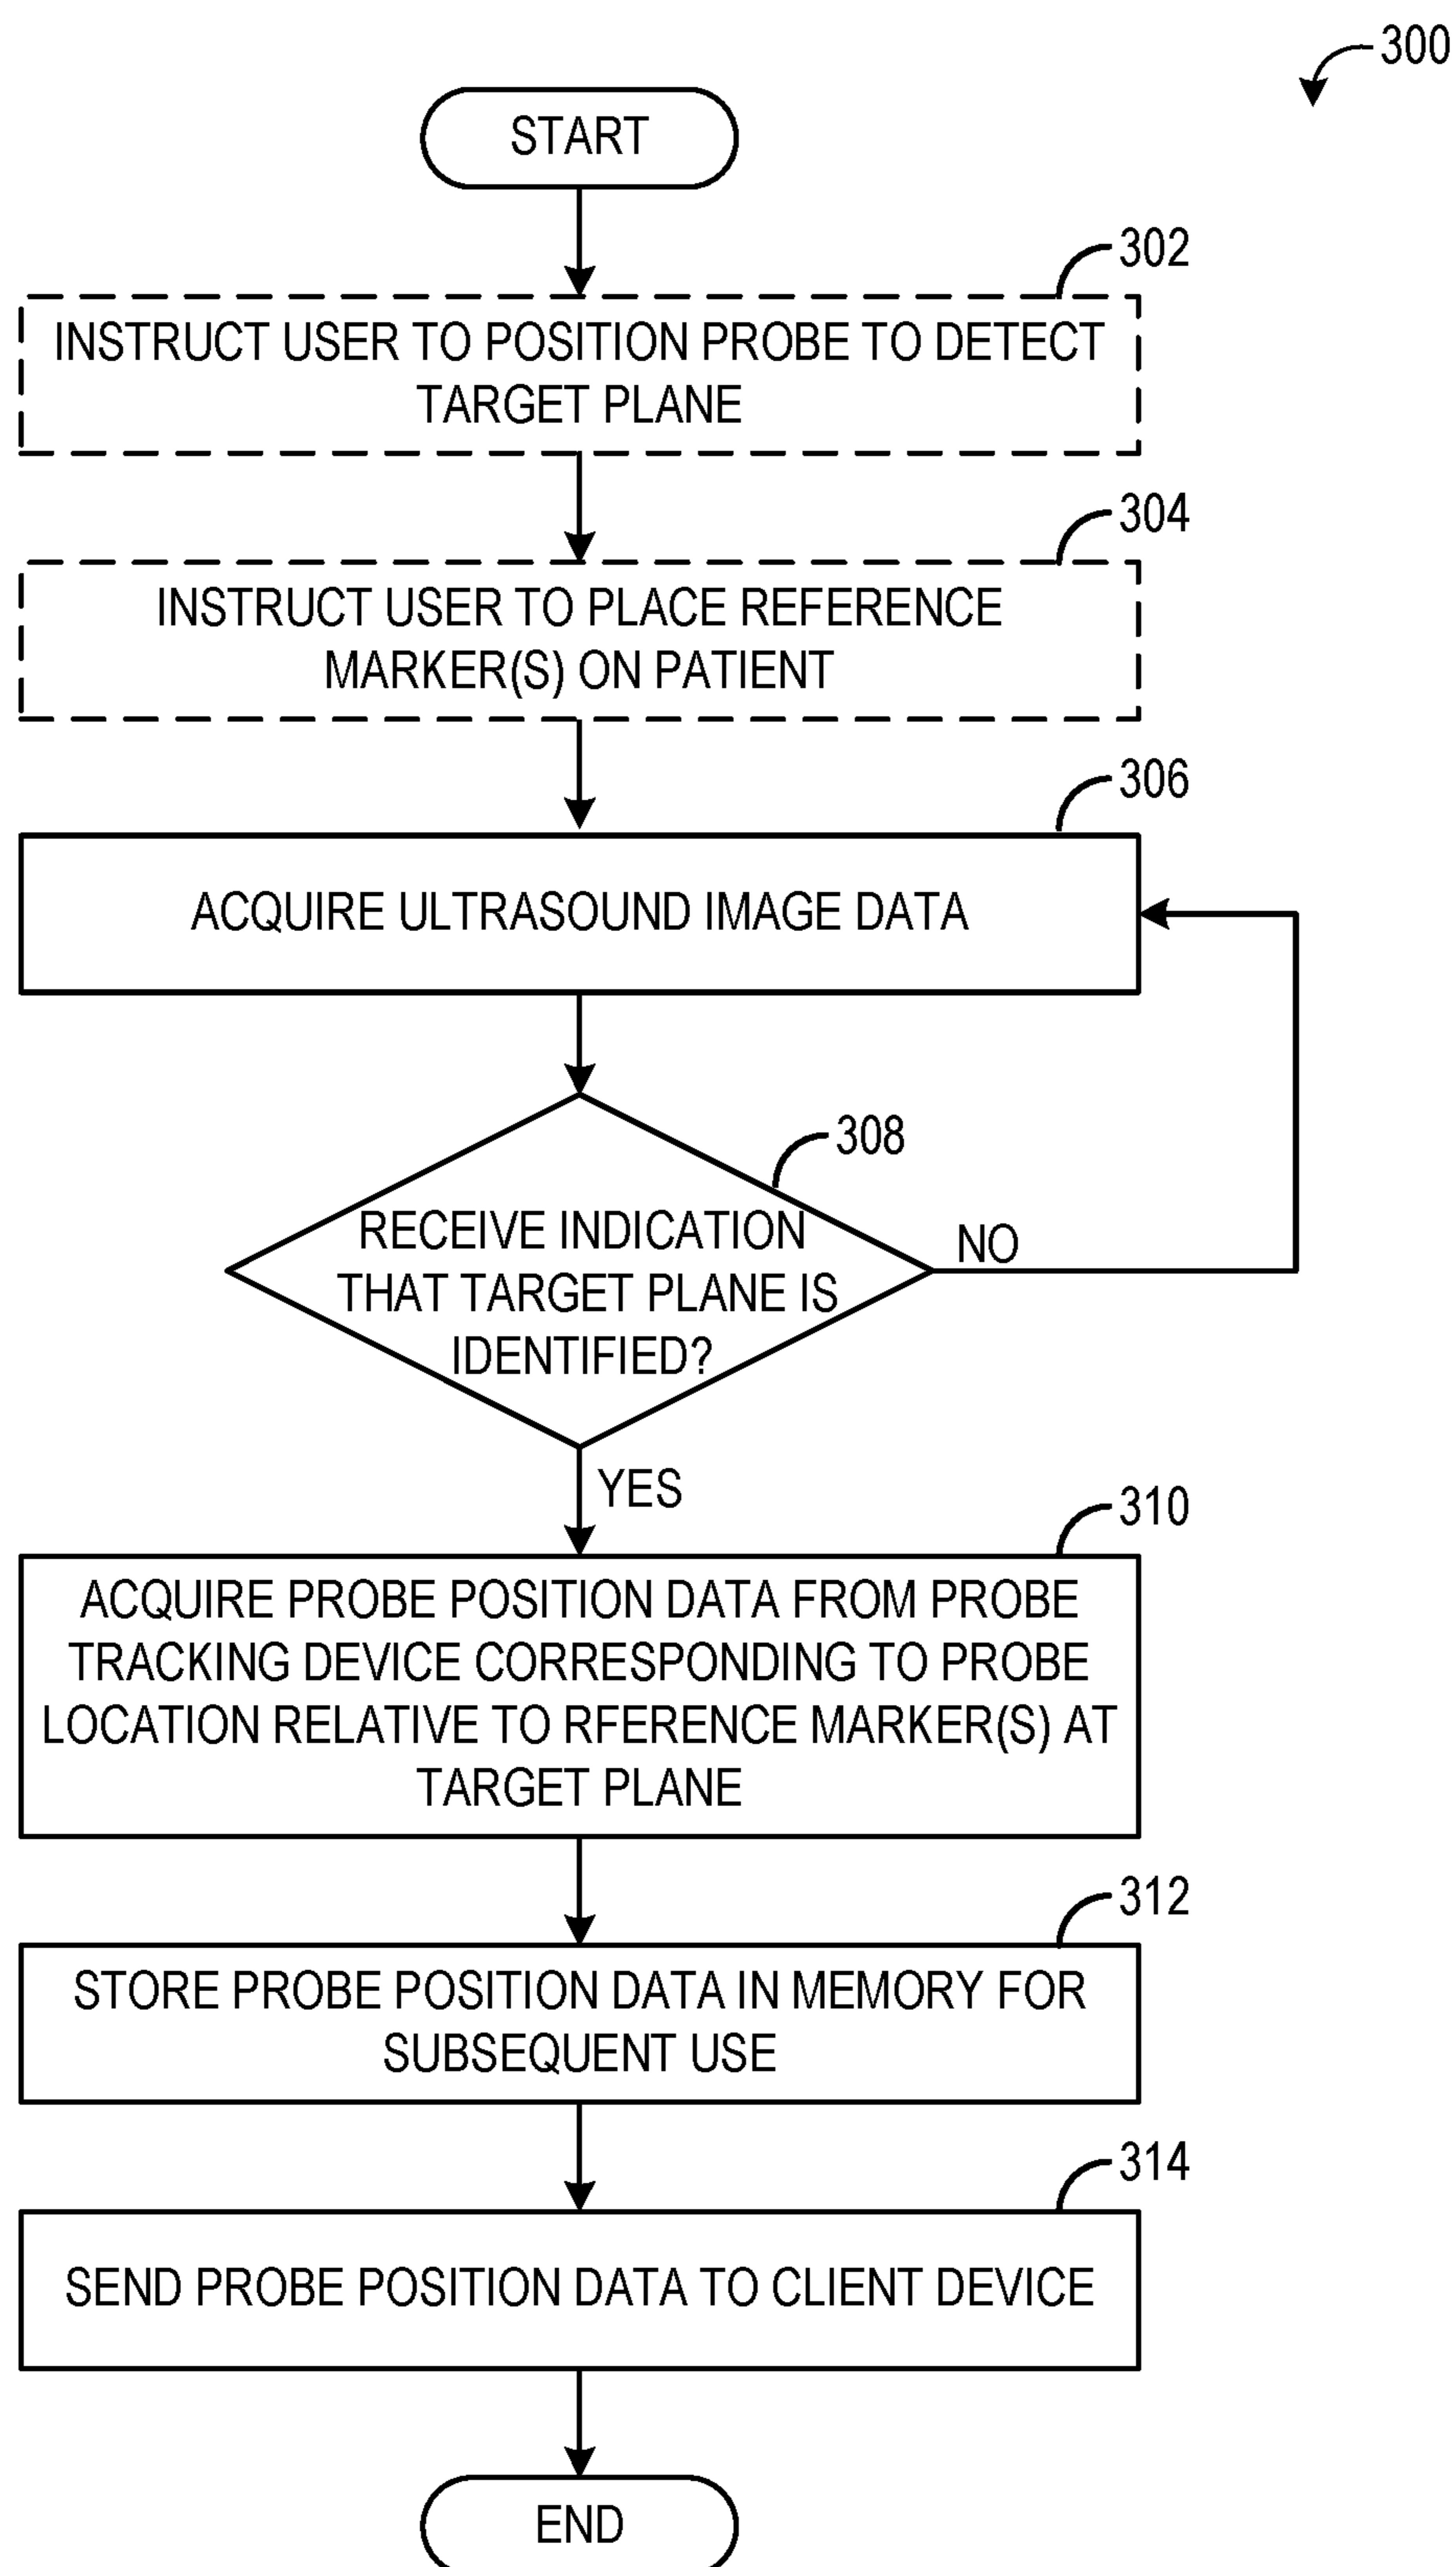 300
START
302
INSTRUCT USER TO POSITION PROBE TO DETECT
TARGET PLANE
304
INSTRUCT USER TO PLACE REFERENCE
MARKER(S) ON PATIENT
306
ACQUIRE ULTRASOUND IMAGE DATA
308
RECEIVE INDICATION
THAT TARGET PLANE IS
IDENTIFIED?
NO
YES
310
ACQUIRE PROBE POSITION DATA FROM PROBE
TRACKING DEVICE CORRESPONDING TO PROBE
LOCATION RELATIVE TO RFERENCE MARKER(S) AT
TARGET PLANE
312
STORE PROBE POSITION DATA IN MEMORY FOR
SUBSEQUENT USE
314
SEND PROBE POSITION DATA TO CLIENT DEVICE
END